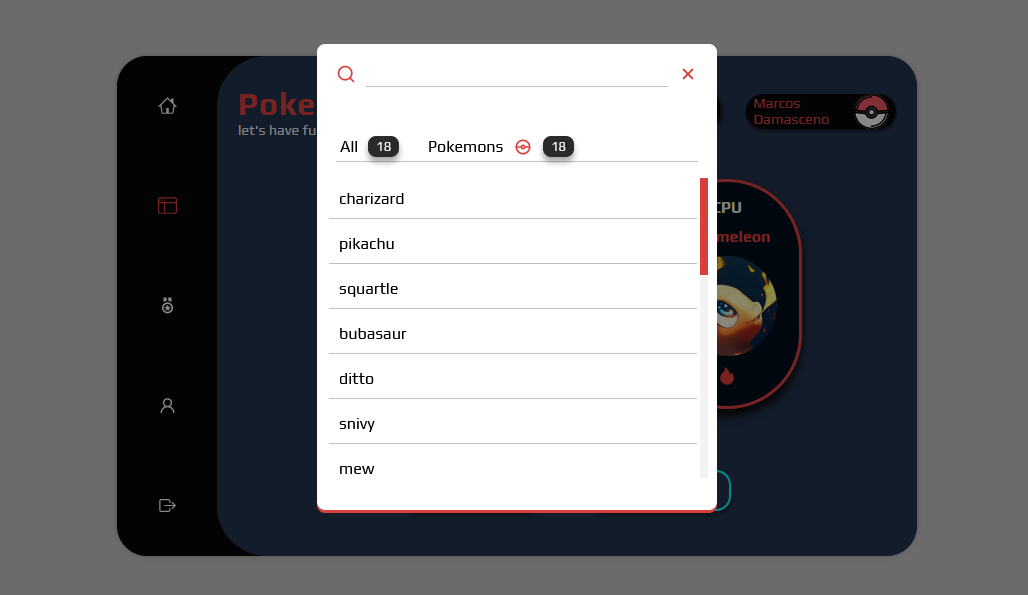 Poke
let's have fu
Marcos
Damasceno
All 18 Pokemons 18
charizard
pikachu
squartle
bubasaur
ditto
snivy
mew
CPU
meleon